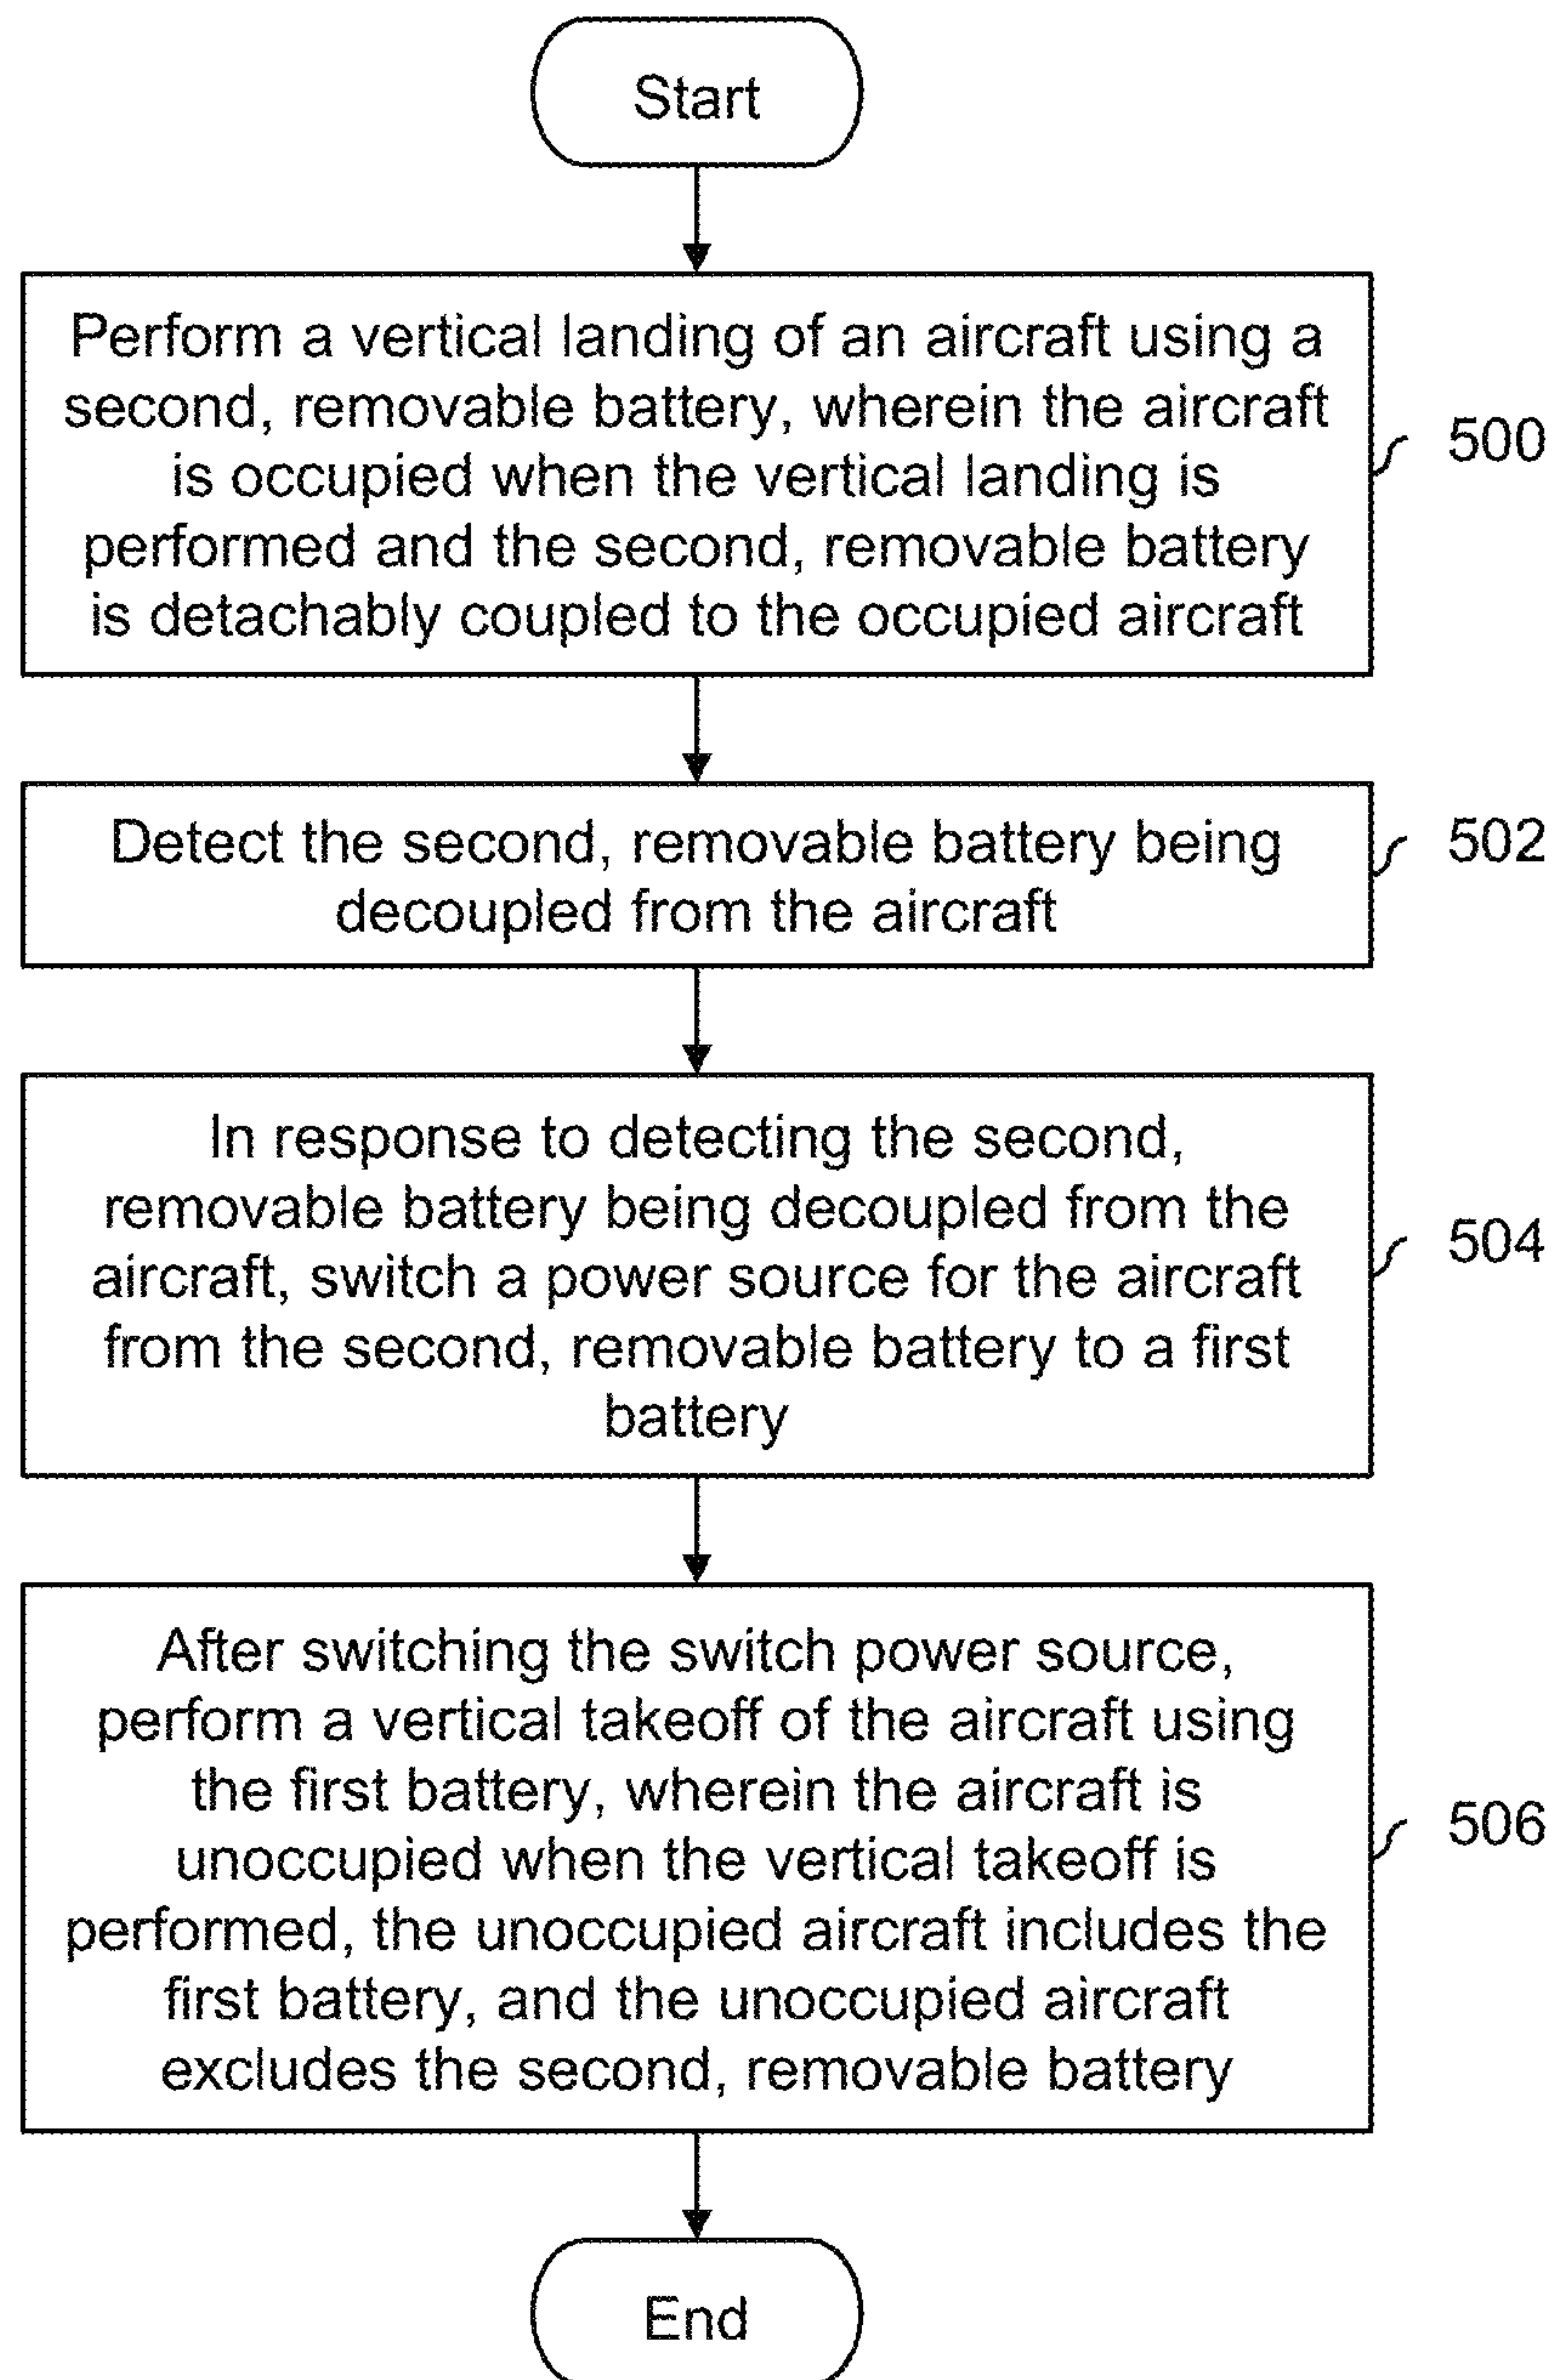 Start
Perform a vertical landing of an aircraft using a
second, removable battery, wherein the aircraft
is occupied when the vertical landing is
performed and the second, removable battery
is detachably coupled to the occupied aircraft
500
Detect the second, removable battery being
decoupled from the aircraft
502
In response to detecting the second,
removable battery being decoupled from the
aircraft, switch a power source for the aircraft
from the second, removable battery to a first
battery
504
After switching the switch power source,
perform a vertical takeoff of the aircraft using
the first battery, wherein the aircraft is
unoccupied when the vertical takeoff is
performed, the unoccupied aircraft includes the
first battery, and the unoccupied aircraft
excludes the second, removable battery
506
End